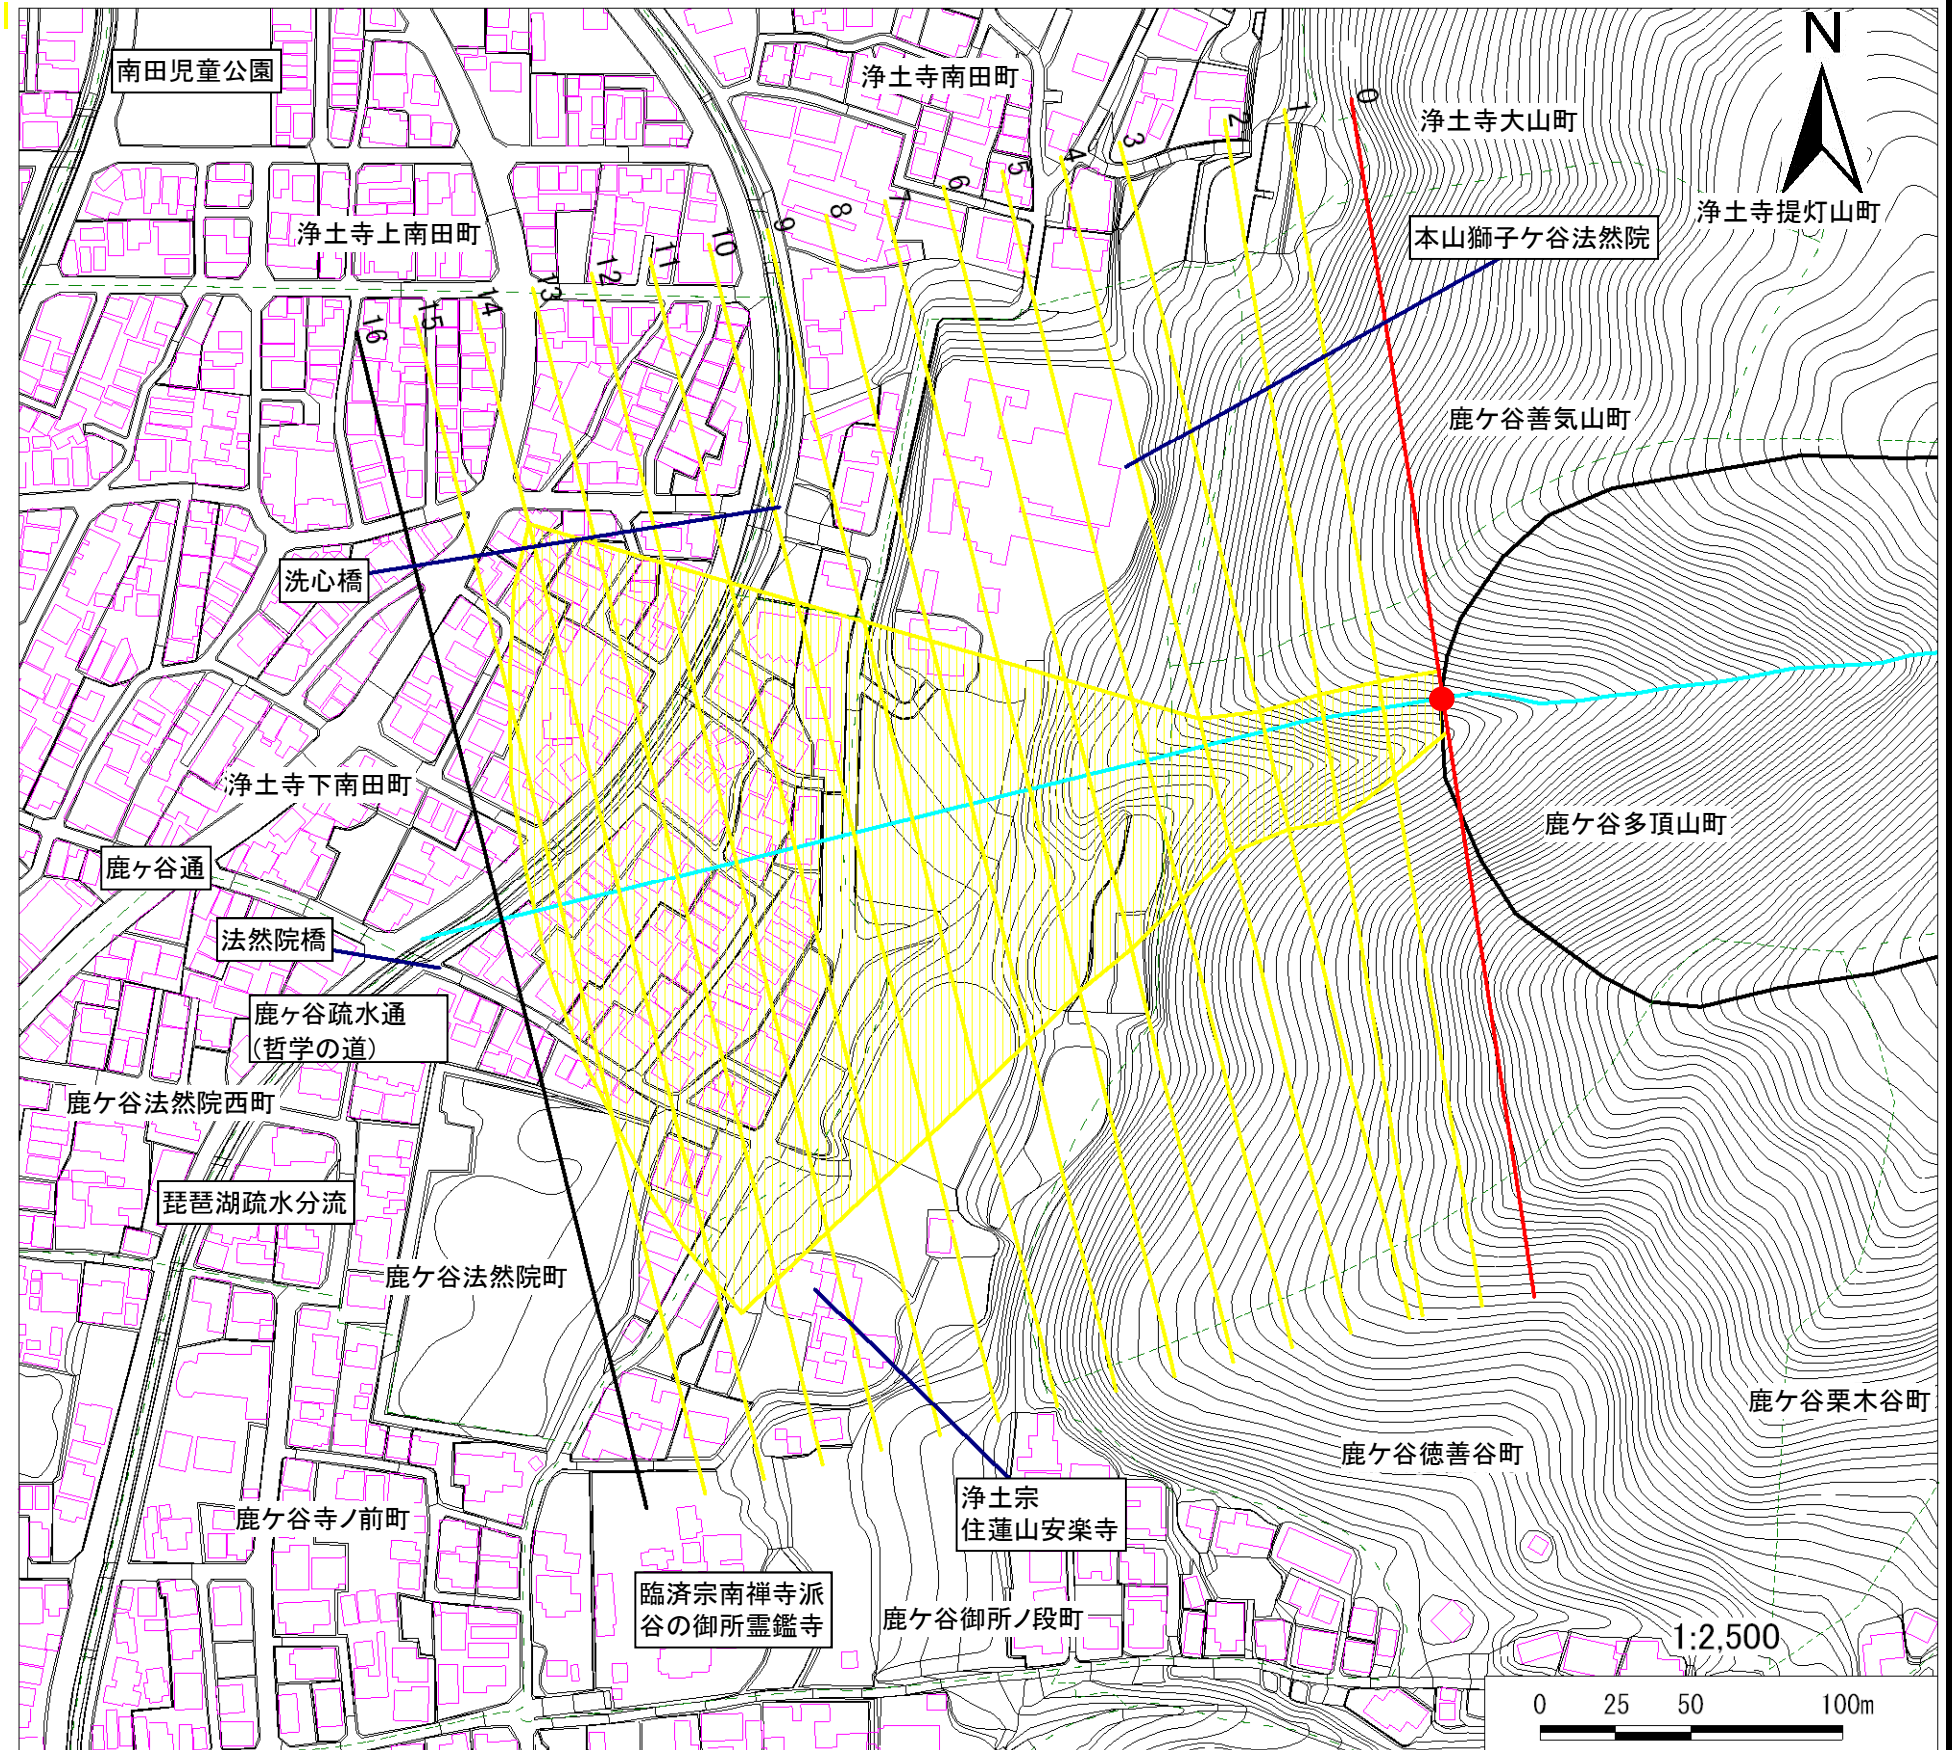 N
南田児童公園
浄土寺南田町
浄土寺大山町
0
1
2
3
4
5
6
7
8
9
10
11
12
13
14
15
16
浄土寺提灯山町
浄土寺上南田町
本山獅子ケ谷法然院
鹿ケ谷善気山町
洗心橋
浄土寺下南田町
鹿ケ谷多頂山町
鹿ヶ谷通
法然院橋
鹿ヶ谷疏水通
(哲学の道)
鹿ケ谷法然院西町
琵琶湖疏水分流
鹿ケ谷法然院町
鹿ケ谷栗木谷町
鹿ケ谷徳善谷町
浄土宗
住蓮山安楽寺
鹿ケ谷寺ノ前町
臨済宗南禅寺派
谷の御所霊鑑寺
鹿ケ谷御所ノ段町
1:2,500
0 25 50 100m